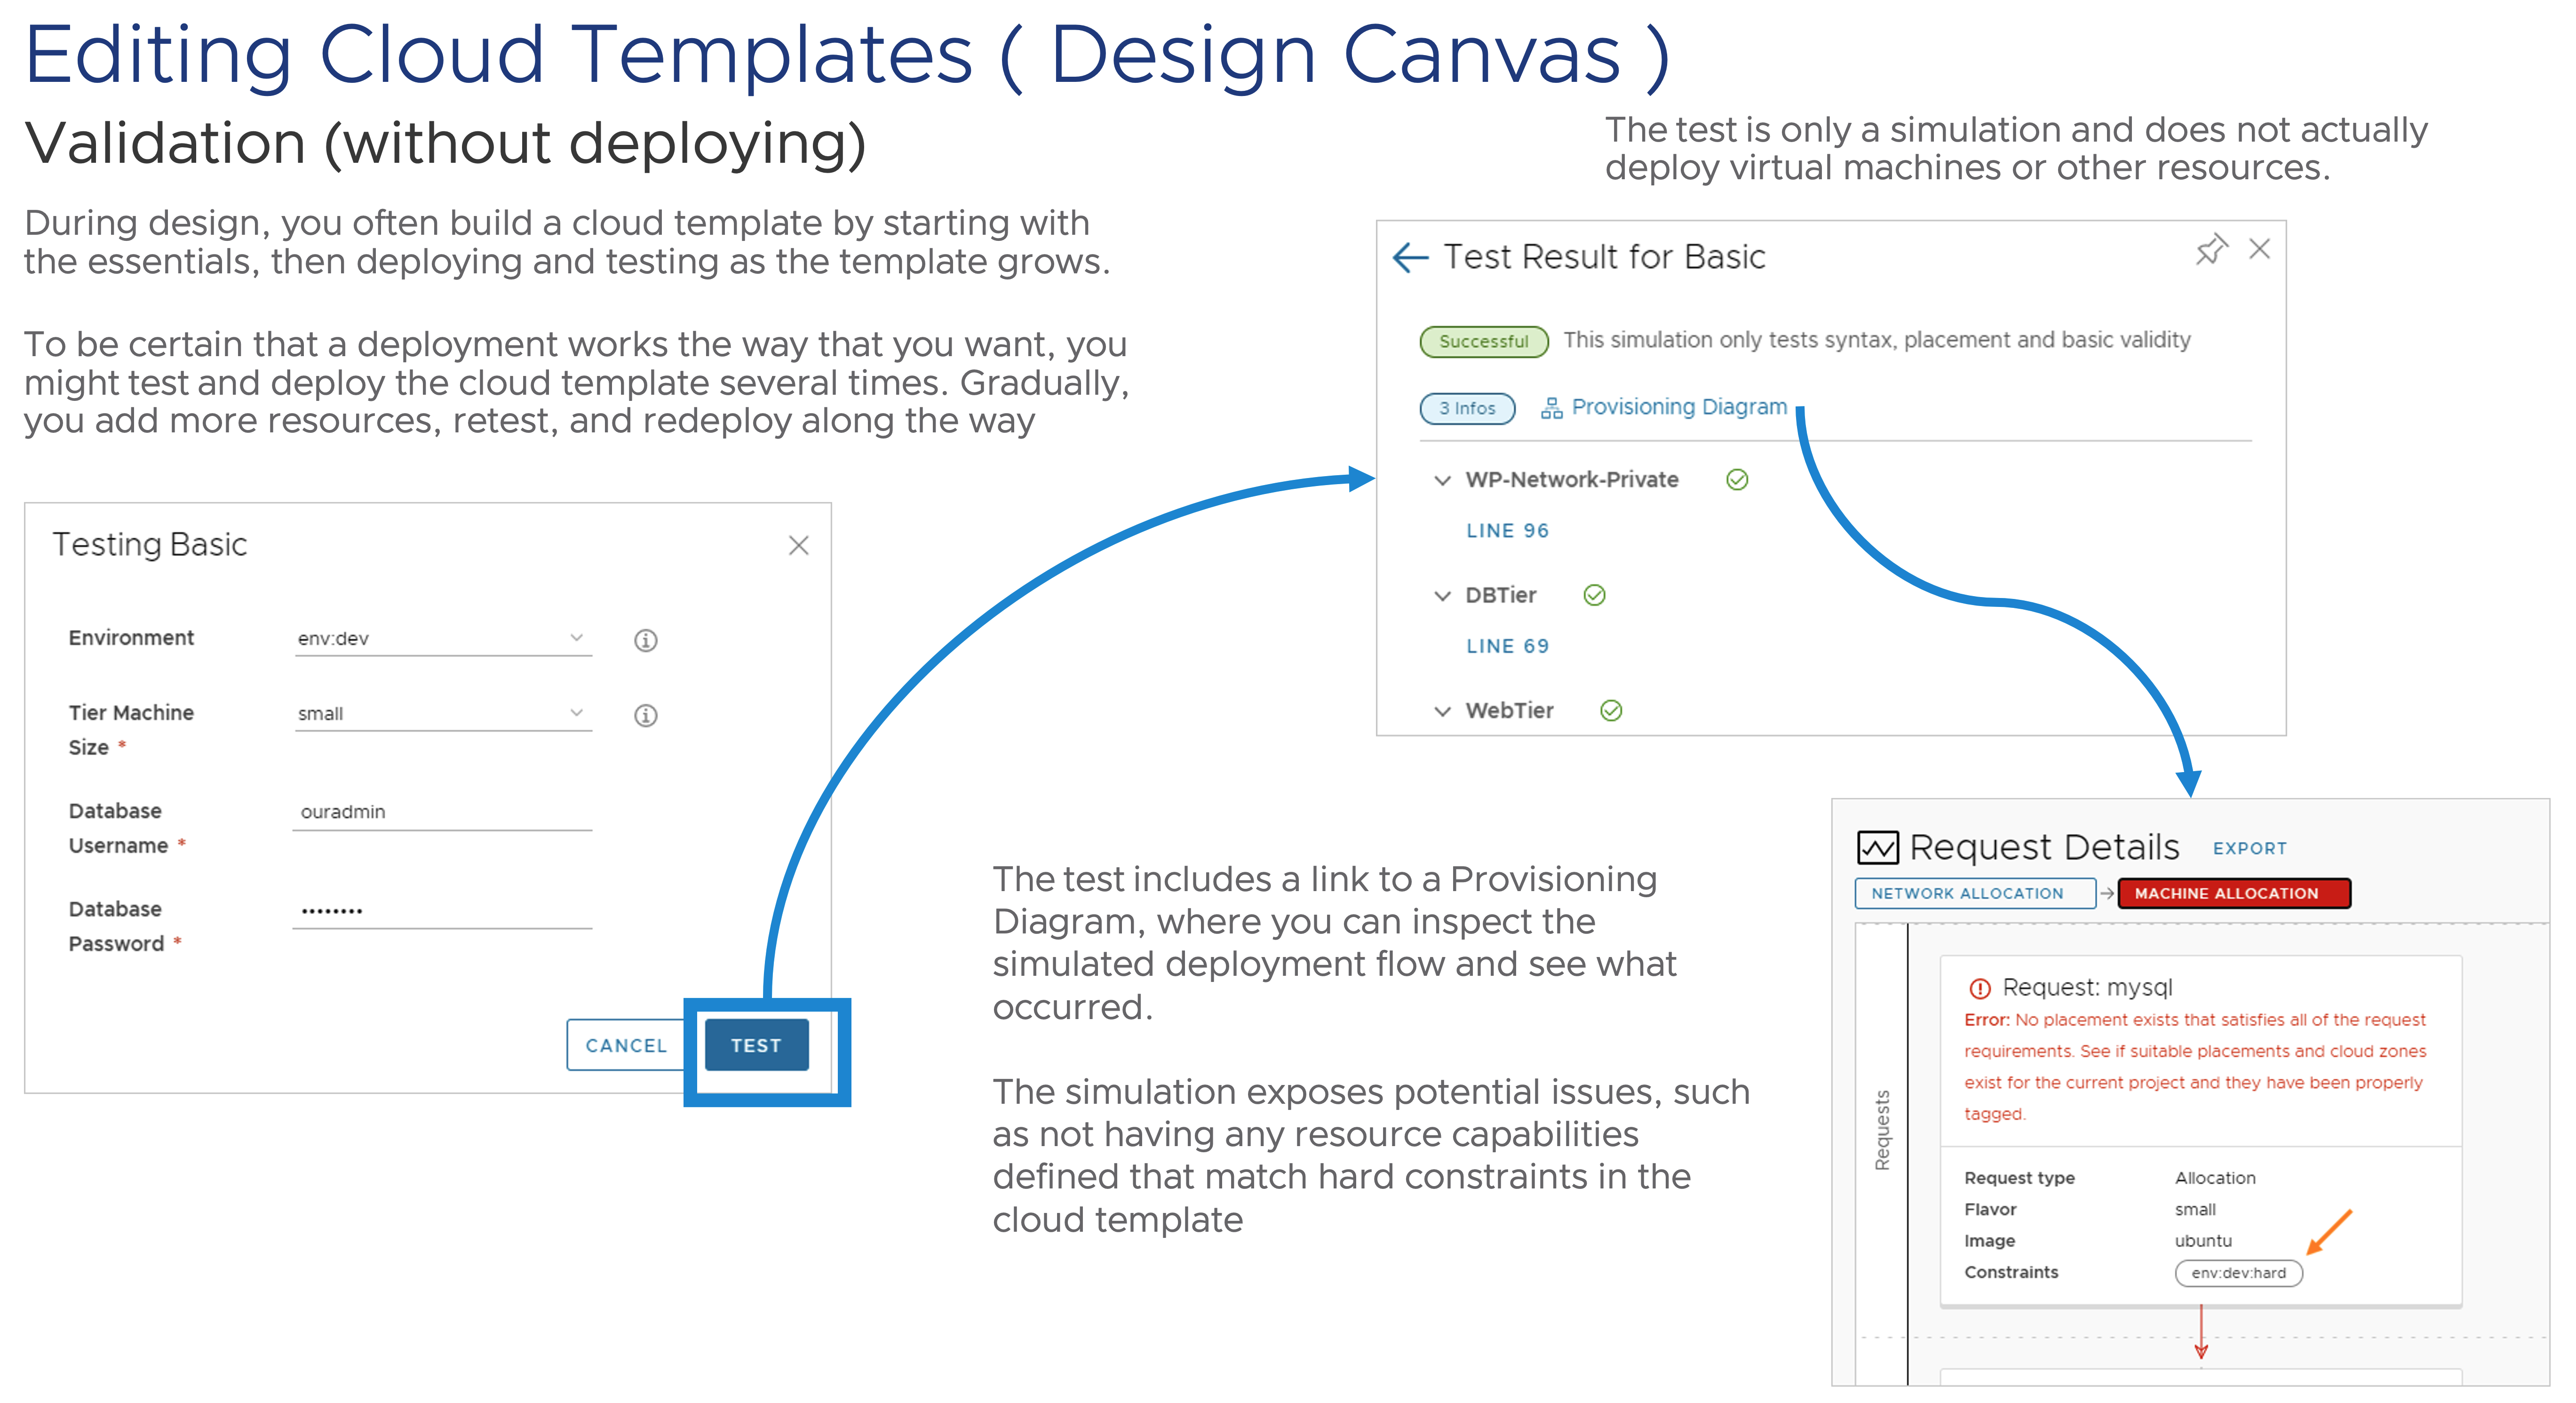 Editing Cloud Templates ( Design Canvas )
Validation (without deploying)
During design, you often build a cloud template by starting with
the essentials, then deploying and testing as the template grows.
To be certain that a deployment works the way that you want, you
might test and deploy the cloud template several times. Gradually,
you add more resources, retest, and redeploy along the way
The test is only a simulation and does not actually
deploy virtual machines or other resources.
Testing Basic
Environment env:dev
Tier Machine small
Size *
Database ouradmin
Username *
Database ••••••••
Password *
CANCEL TEST
Test Result for Basic
Successful This simulation only tests syntax, placement and basic validity
3 Infos Provisioning Diagram
WP-Network-Private
LINE 96
DBTier
LINE 69
WebTier
The test includes a link to a Provisioning
Diagram, where you can inspect the
simulated deployment flow and see what
occurred.
The simulation exposes potential issues, such
as not having any resource capabilities
defined that match hard constraints in the
cloud template
Request Details EXPORT
NETWORK ALLOCATION MACHINE ALLOCATION
Requests
Request: mysql
Error: No placement exists that satisfies all of the request
requirements. See if suitable placements and cloud zones
exist for the current project and they have been properly
tagged.
Request type Allocation
Flavor small
Image ubuntu
Constraints env:dev:hard